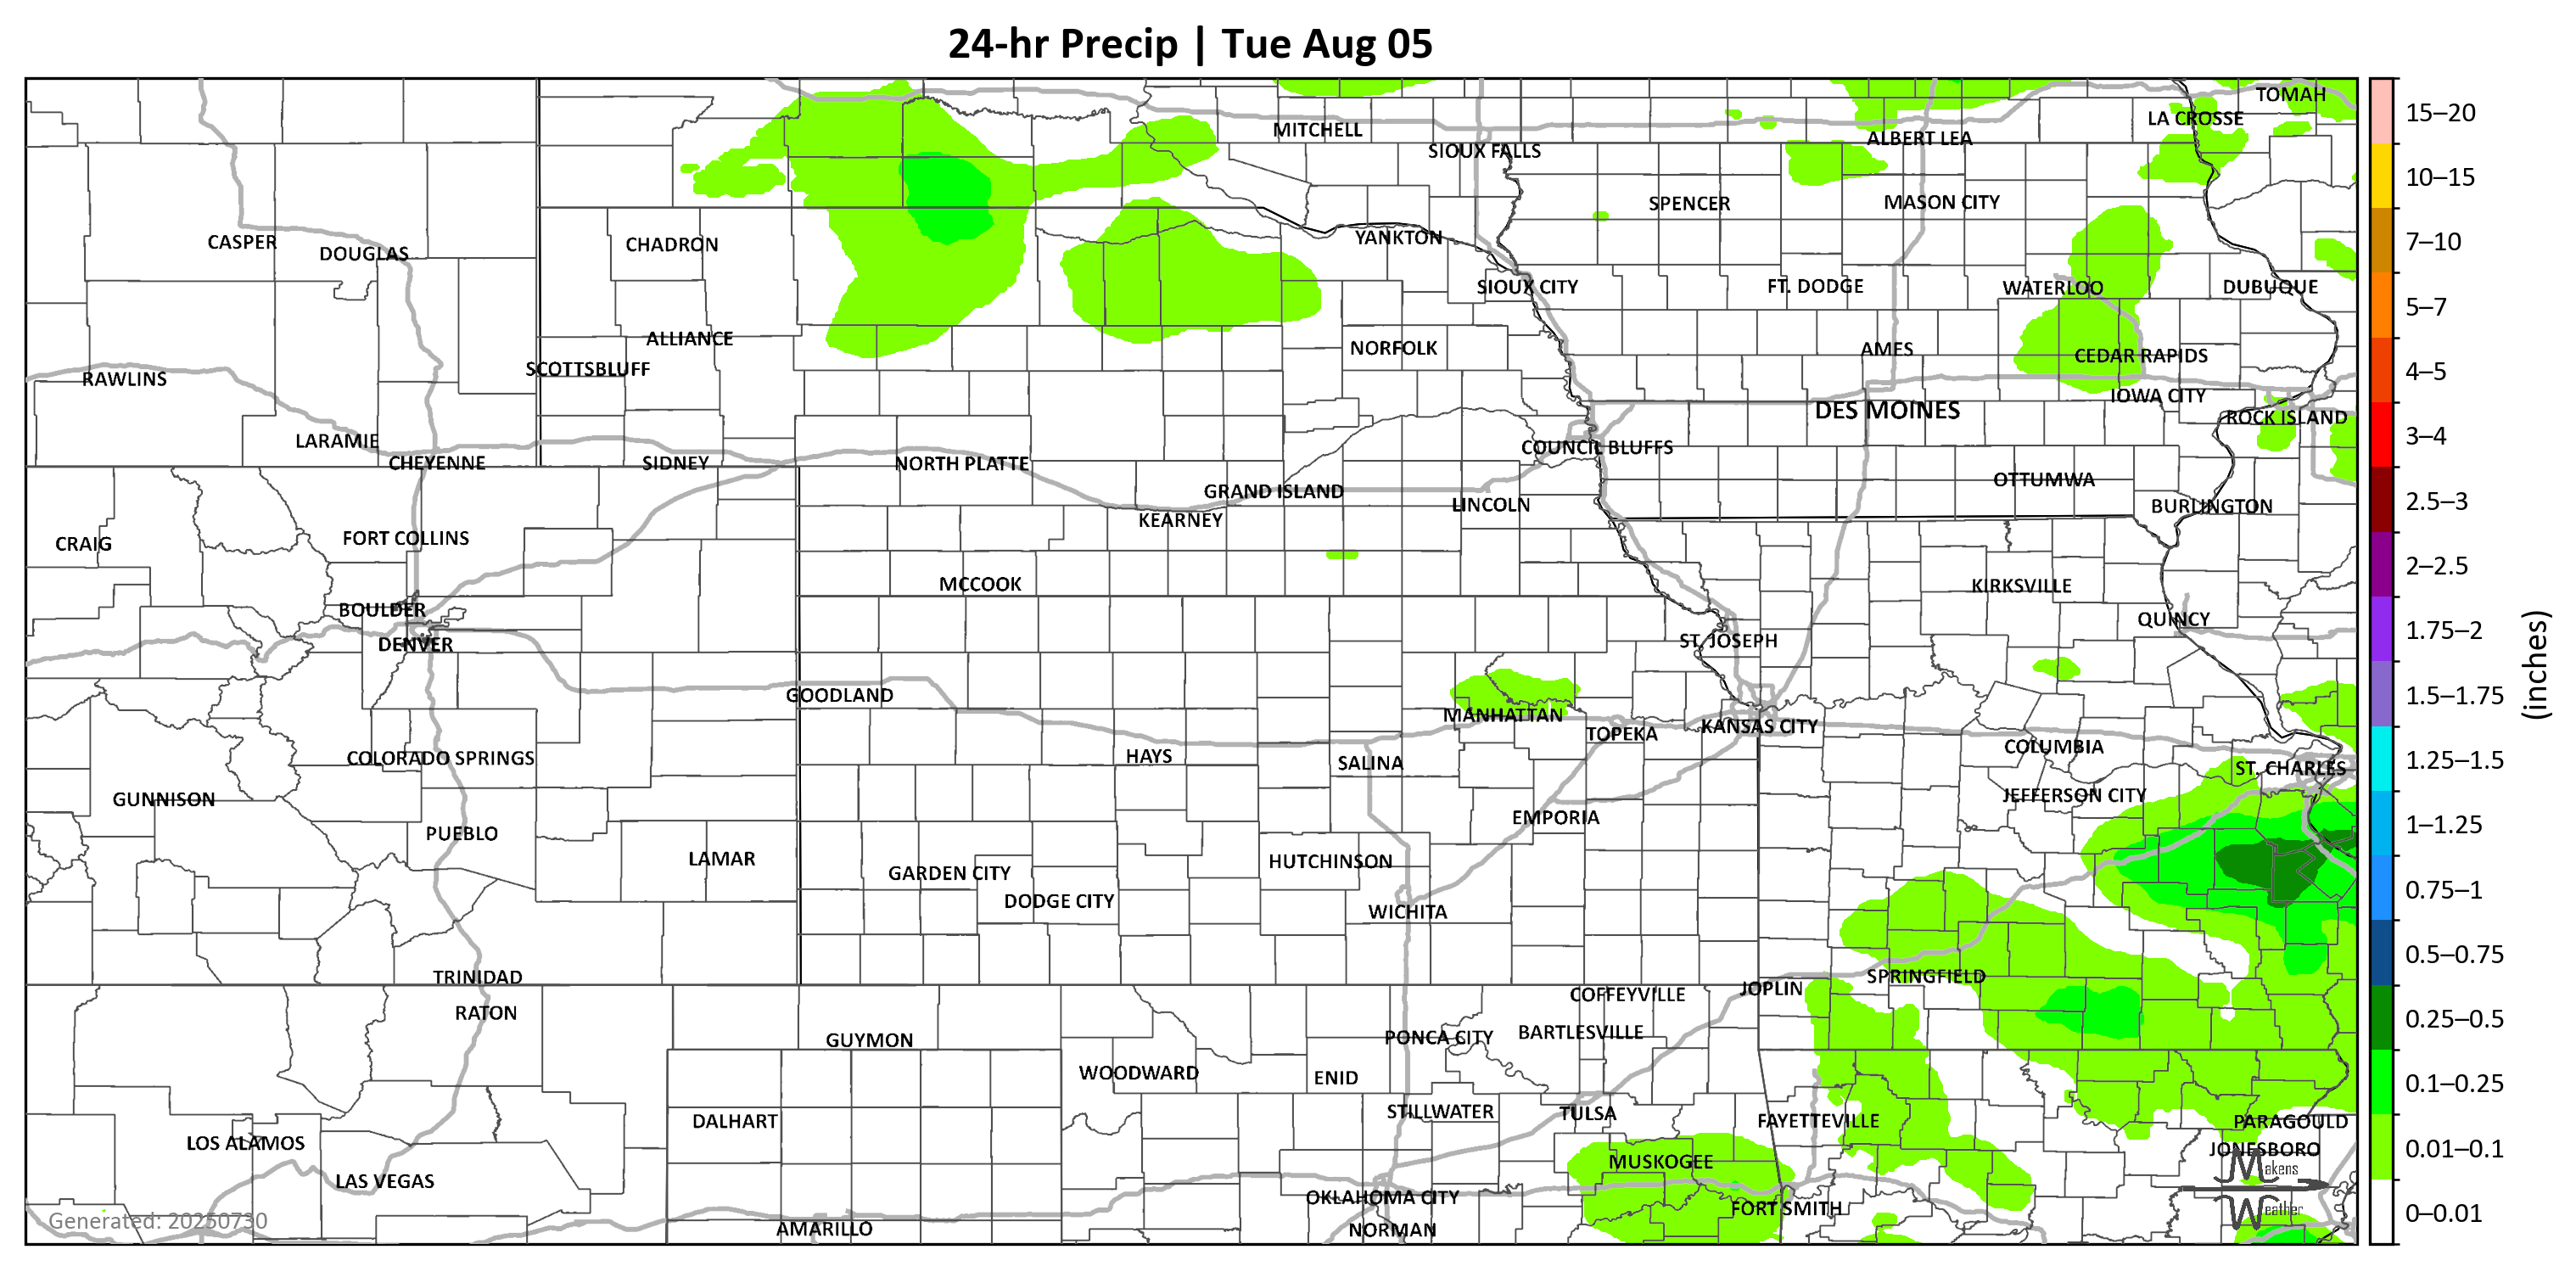 24-hr Precip | Tue Aug 05
TOMAH
LA CROSSE
MITCHELL
ALBERT LEA
SIOUX FALLS
SPENCER
MASON CITY
YANKTON
CASPER
DOUGLAS
CHADRON
SIOUX CITY
FT. DODGE
WATERLOO
DUBUQUE
ALLIANCE
NORFOLK
AMES
CEDAR RAPIDS
SCOTTSBLUFF
RAWLINS
IOWA CITY
DES MOINES
ROCK ISLAND
LARAMIE
COUNCIL BLUFFS
CHEYENNE
SIDNEY
NORTH PLATTE
OTTUMWA
GRAND ISLAND
LINCOLN
BURLINGTON
KEARNEY
FORT COLLINS
CRAIG
MCCOOK
KIRKSVILLE
BOULDER
QUINCY
DENVER
ST. JOSEPH
GOODLAND
MANHATTAN
KANSAS CITY
TOPEKA
COLUMBIA
COLORADO SPRINGS
HAYS
SALINA
ST. CHARLES
GUNNISON
JEFFERSON CITY
EMPORIA
PUEBLO
LAMAR
HUTCHINSON
GARDEN CITY
DODGE CITY
WICHITA
TRINIDAD
SPRINGFIELD
JOPLIN
COFFEYVILLE
RATON
BARTLESVILLE
GUYMON
PONCA CITY
WOODWARD
ENID
STILLWATER
TULSA
DALHART
FAYETTEVILLE
PARAGOULD
LOS ALAMOS
JONESBORO
MUSKOGEE
LAS VEGAS
OKLAHOMA CITY
FORT SMITH
AMARILLO
NORMAN
Makens
Weather
Generated: 20250730
15–20
10–15
7–10
5–7
4–5
3–4
2.5–3
2–2.5
1.75–2
1.5–1.75
1.25–1.5
1–1.25
0.75–1
0.5–0.75
0.25–0.5
0.1–0.25
0.01–0.1
0–0.01
(inches)